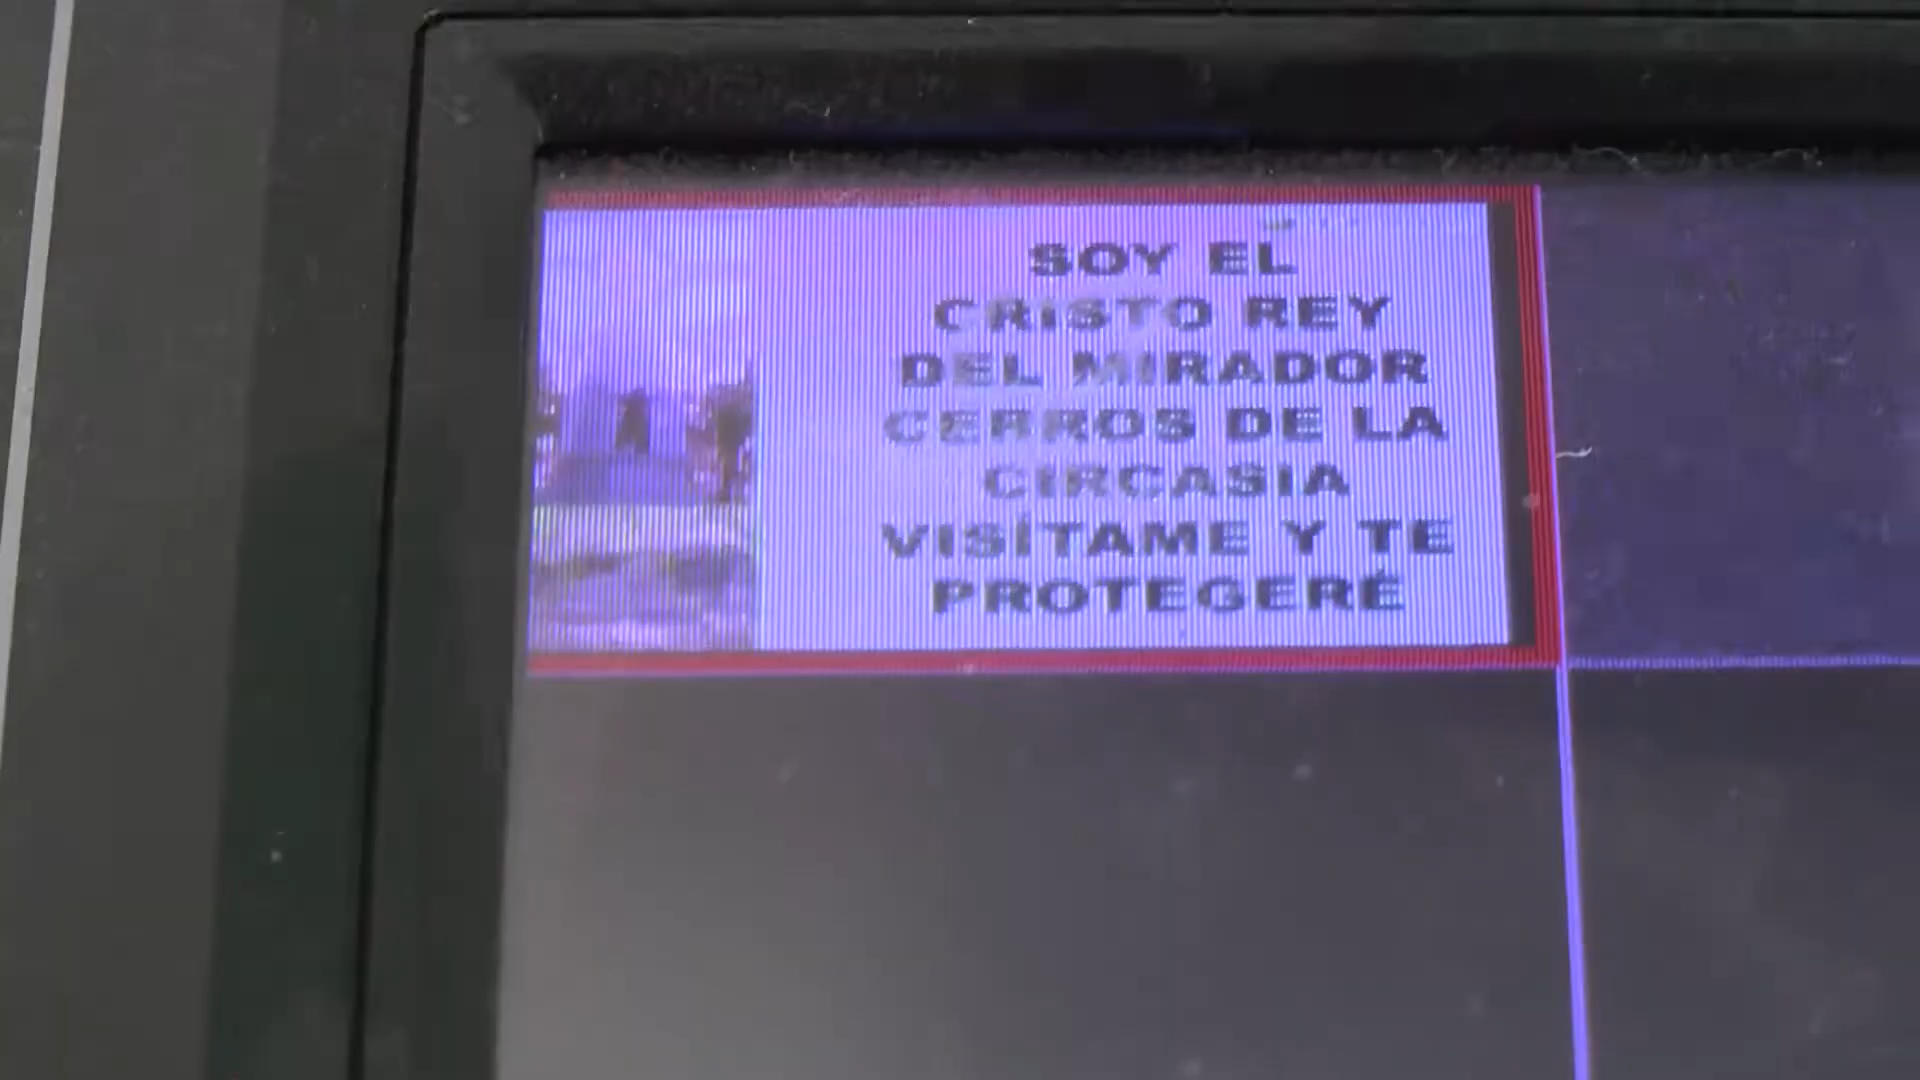 SOY EL
CRISTO REY
DEL MIRADOR
CERROS DE LA
CIRCASIA
VISÍTAME Y TE
PROTEGERÉ